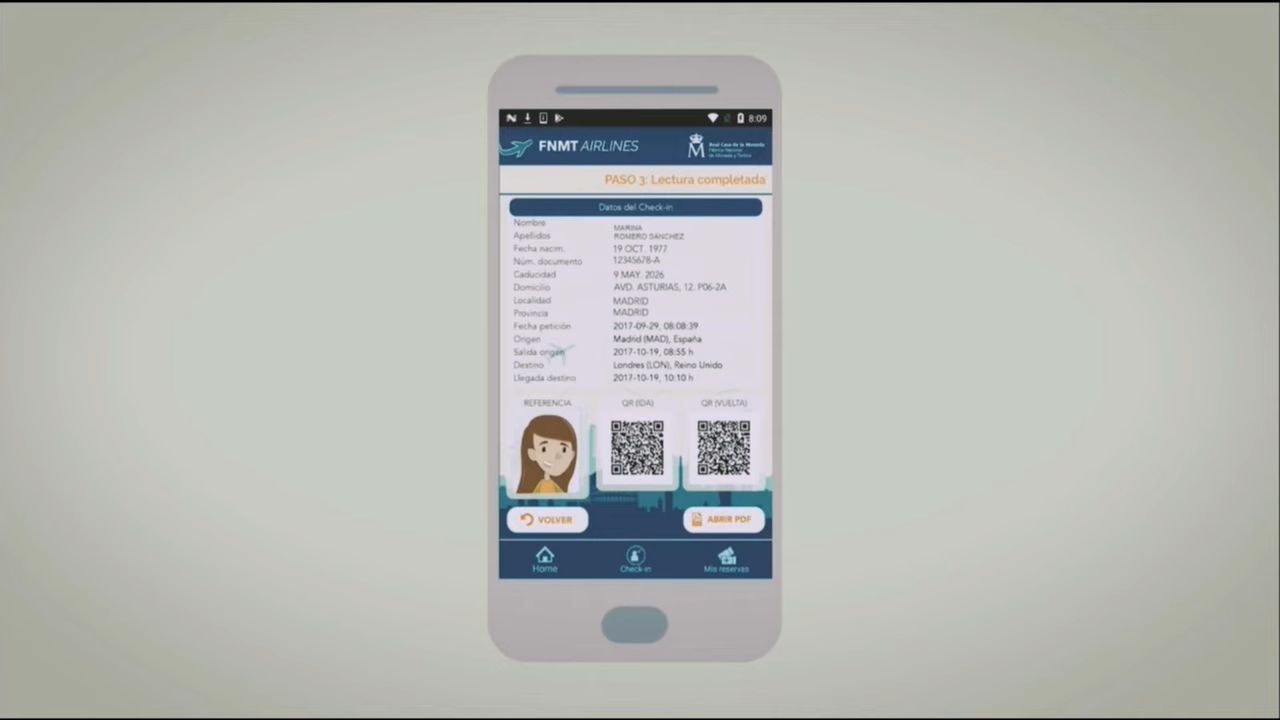 8:09
FNMT AIRLINES
Real Casa de la Moneda
Fábrica Nacional
de Moneda y Timbre
PASO 3: Lectura completada
Datos del Check-in
Nombre MARINA
Apellidos ROMERO SÁNCHEZ
Fecha nacim. 19 OCT. 1977
Núm. documento 12345678-A
Caducidad 9 MAY. 2026
Domicilio AVD. ASTURIAS, 12. P06-2A
Localidad MADRID
Provincia MADRID
Fecha petición 2017-09-29, 08:08:39
Origen Madrid (MAD), España
Salida origen 2017-10-19, 08:55 h
Destino Londres (LON), Reino Unido
Llegada destino 2017-10-19, 10:10 h
REFERENCIA QR (IDA) QR (VUELTA)
VOLVER ABRIR PDF
Home Check-in Mis reservas